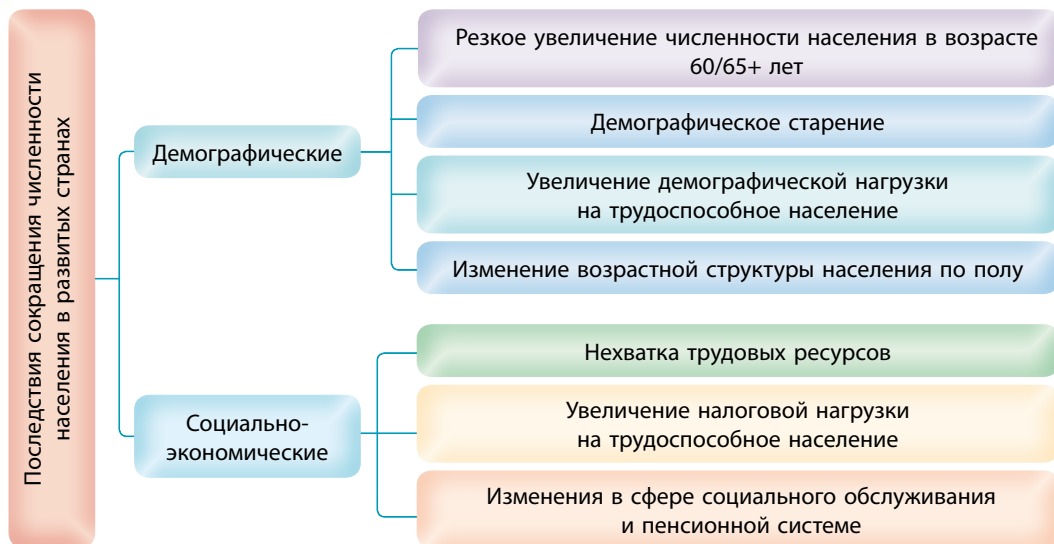 Последствия сокращения численности
населения в развитых странах
Демографические
Резкое увеличение численности населения в возрасте
60/65+ лет
Демографическое старение
Увеличение демографической нагрузки
на трудоспособное население
Изменение возрастной структуры населения по полу
Социально-
экономические
Нехватка трудовых ресурсов
Увеличение налоговой нагрузки
на трудоспособное население
Изменения в сфере социального обслуживания
и пенсионной системе